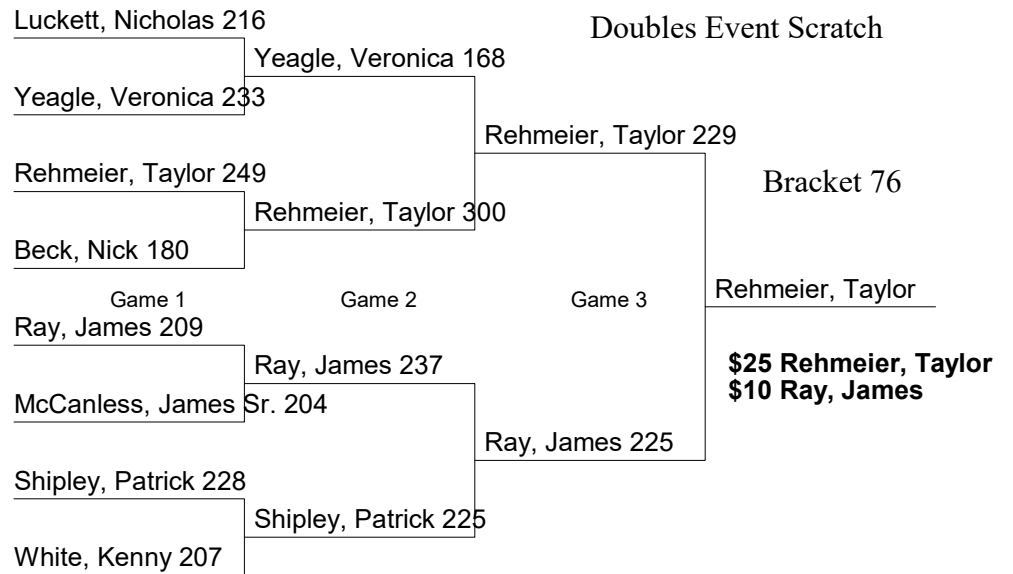 Luckett, Nicholas 216
Doubles Event Scratch
Yeagle, Veronica 168
Yeagle, Veronica 233
Rehmeier, Taylor 229
Rehmeier, Taylor 249
Bracket 76
Rehmeier, Taylor 300
Beck, Nick 180
Game 1
Game 2
Game 3
Rehmeier, Taylor
Ray, James 209
Ray, James 237
$25 Rehmeier, Taylor
$10 Ray, James
McCanless, James Sr. 204
Ray, James 225
Shipley, Patrick 228
Shipley, Patrick 225
White, Kenny 207